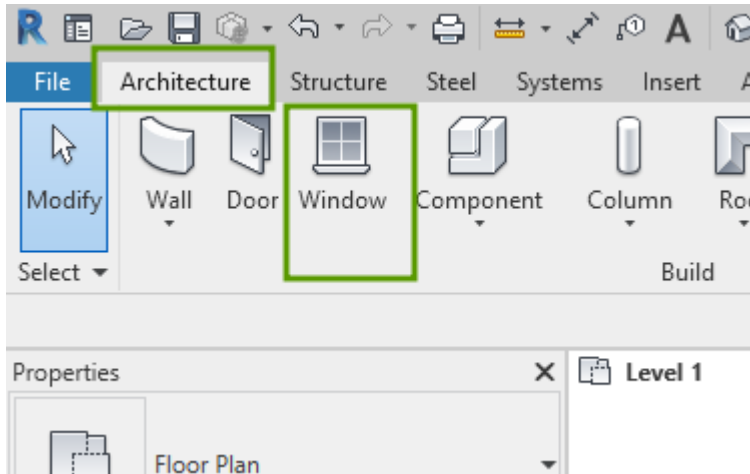 File Architecture Structure Steel Systems Insert
Modify Wall Door Window Component Column
Select Build
Properties Level 1
Floor Plan